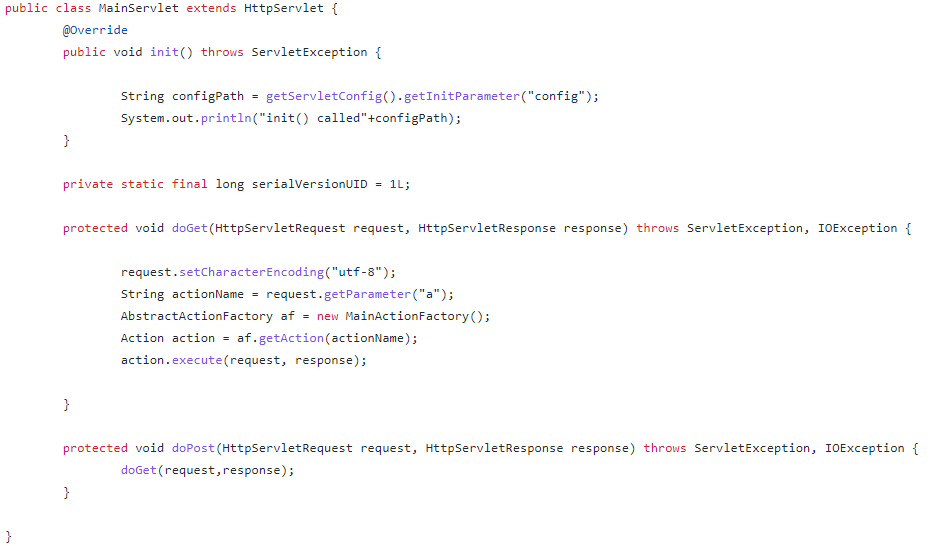 public class MainServlet extends HttpServlet {
@Override
public void init() throws ServletException {
String configPath = getServletConfig().getInitParameter("config");
System.out.println("init() called"+configPath);
}
private static final long serialVersionUID = 1L;
protected void doGet(HttpServletRequest request, HttpServletResponse response) throws ServletException, IOException {
request.setCharacterEncoding("utf-8");
String actionName = request.getParameter("a");
AbstractActionFactory af = new MainActionFactory();
Action action = af.getAction(actionName);
action.execute(request, response);
}
protected void doPost(HttpServletRequest request, HttpServletResponse response) throws ServletException, IOException {
doGet(request,response);
}
}